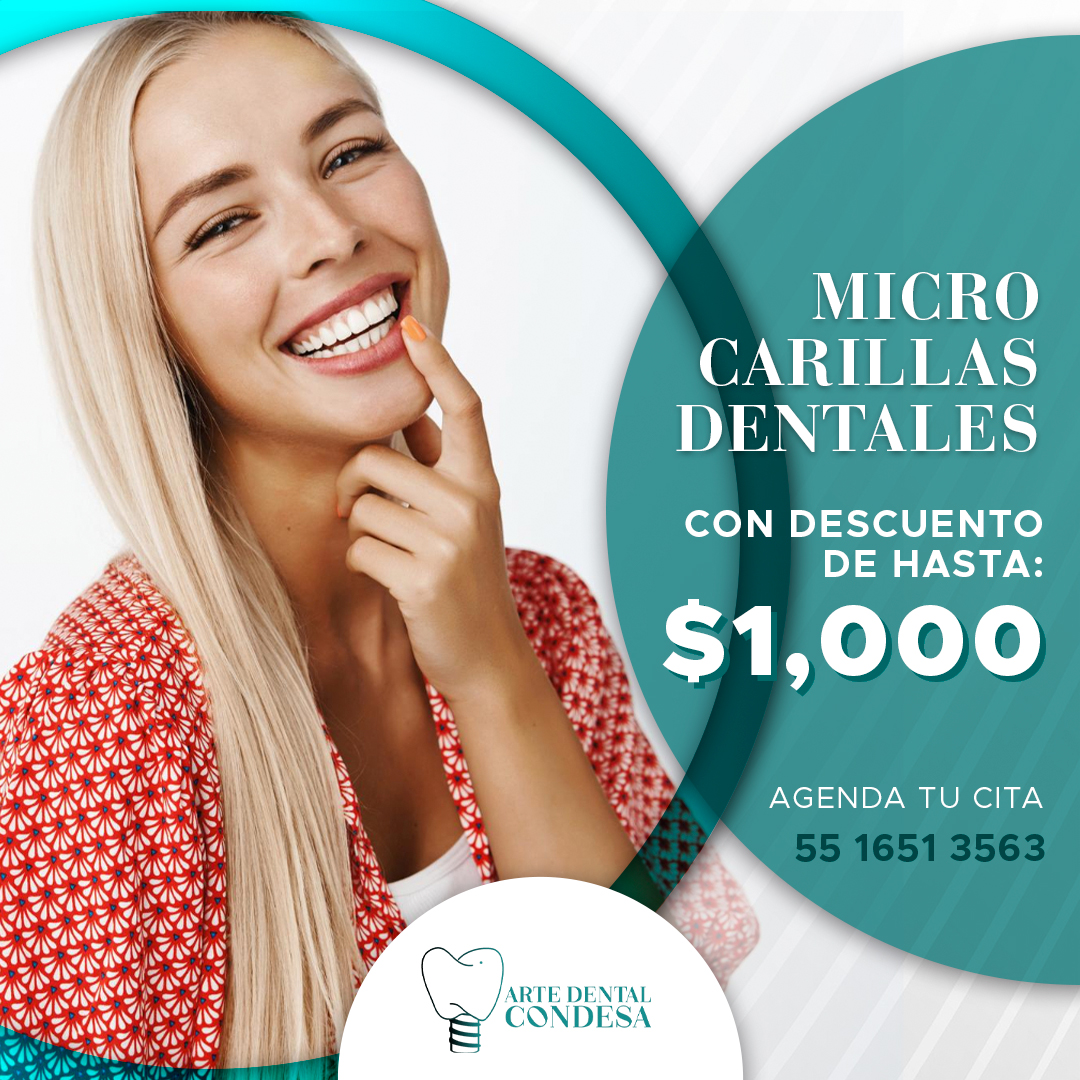 MICRO
CARILLAS
DENTALES
CON DESCUENTO
DE HASTA:
$1,000
AGENDA TU CITA
55 1651 3563
ARTE DENTAL
CONDESA